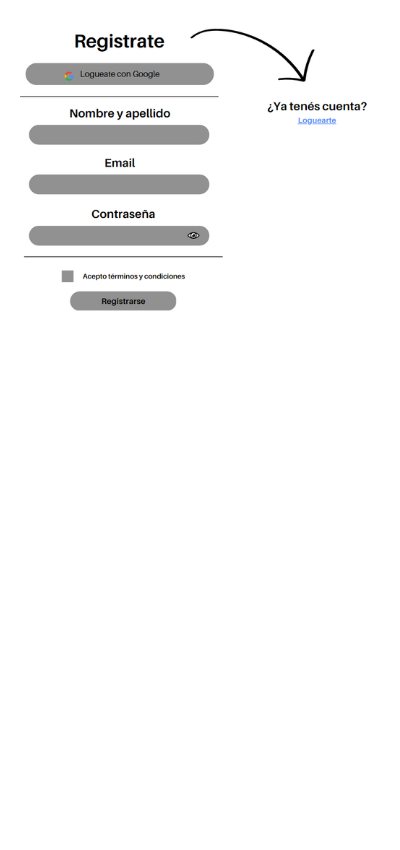 Registrate
Logueate con Google
Nombre y apellido
Email
Contraseña
Acepto términos y condiciones
Registrarse
¿Ya tenés cuenta?
Loguearte